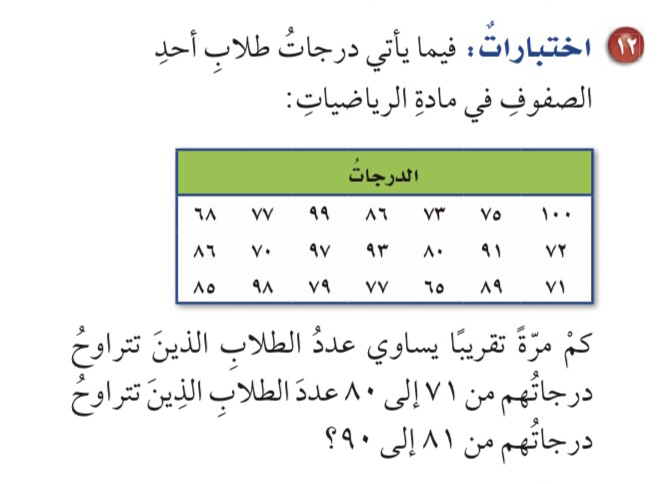 ١٢ اختباراتٌ: فيما يأتي درجاتُ طلابِ أحدِ
الصفوفِ في مادةِ الرياضياتِ:
الدرجاتُ
١٠٠ ٧٥ ٧٣ ٨٦ ٩٩ ٧٧ ٦٨
٧٢ ٩١ ٨٠ ٩٣ ٩٧ ٧٠ ٨٦
٧١ ٨٩ ٦٥ ٧٧ ٧٩ ٩٨ ٨٥
كمْ مرّةً تقريبًا يساوي عددُ الطلابِ الذينَ تتراوحُ
درجاتُهم من ٧١ إلى ٨٠ عددَ الطلابِ الذِينَ تتراوحُ
درجاتُهم من ٨١ إلى ٩٠؟